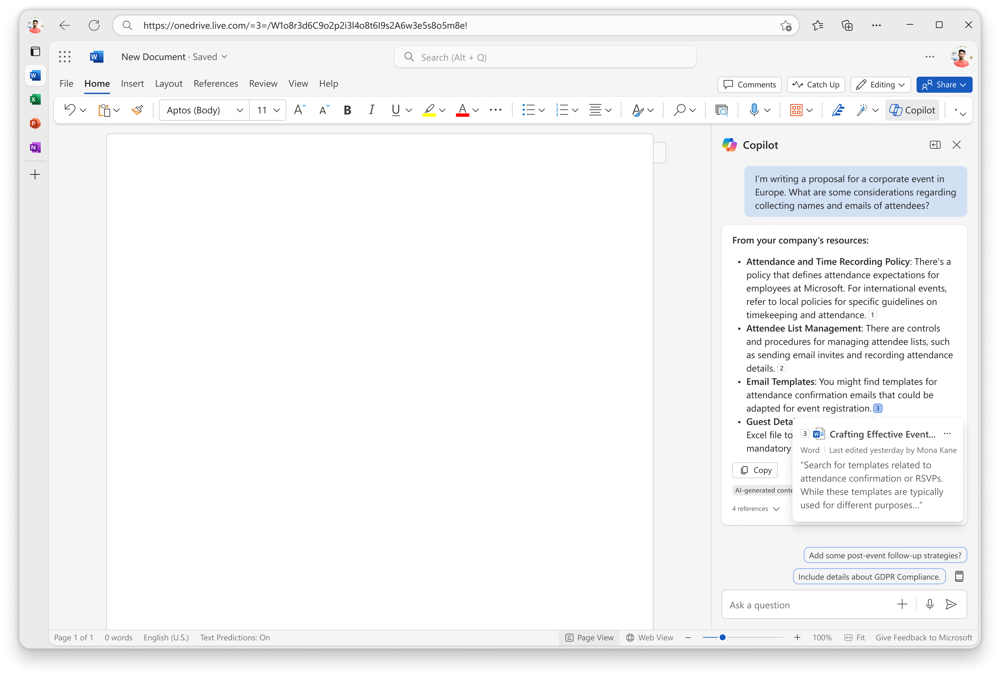 https://onedrive.live.com/=3=/W1o8r3d6C9o2p2i3l4o8t6I9s2A6w3e5s8o5m8e!
New Document · Saved
Search (Alt + Q)
File Home Insert Layout References Review View Help
Comments Catch Up Editing Share
Aptos (Body) 11 Copilot
Copilot
I’m writing a proposal for a corporate event in
Europe. What are some considerations regarding
collecting names and emails of attendees?
From your company's resources:
• Attendance and Time Recording Policy: There's a
policy that defines attendance expectations for
employees at Microsoft. For international events,
refer to local policies for specific guidelines on
timekeeping and attendance. 1
• Attendee List Management: There are controls
and procedures for managing attendee lists, such
as sending email invites and recording attendance
details. 2
• Email Templates: You might find templates for
attendance confirmation emails that could be
adapted for event registration. 3
• Guest
Excel file to
mandatory
3 Crafting Effective Event...
Word | Last edited yesterday by Mona Kane
“Search for templates related to
attendance confirmation or RSVPs.
While these templates are typically
used for different purposes...“
Copy
AI-generated
4 references
Add some post-event follow-up strategies?
Include details about GDPR Compliance.
Ask a question
Page 1 of 1 0 words English (U.S.) Text Predictions: On Page View Web View 100% Fit Give Feedback to Microsoft